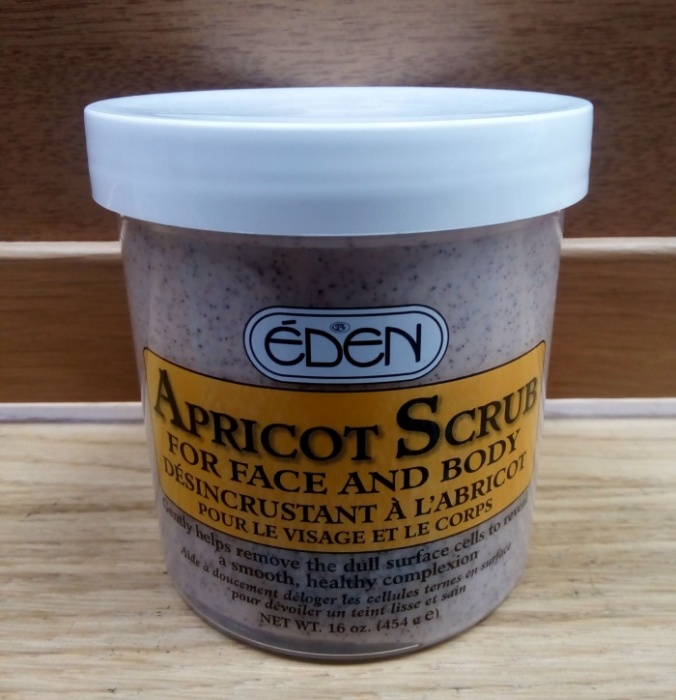 ÉDEN
APRICOT SCRUB
FOR FACE AND BODY
DÉSINCRUSTANT À L'ABRICOT
POUR LE VISAGE ET LE CORPS
Gently helps remove the dull surface cells to reveal
a smooth, healthy complexion
Aide à doucement déloger les cellules ternes en surface
pour dévoiler un teint lisse et sain
NET WT. 16 oz. (454 g e)